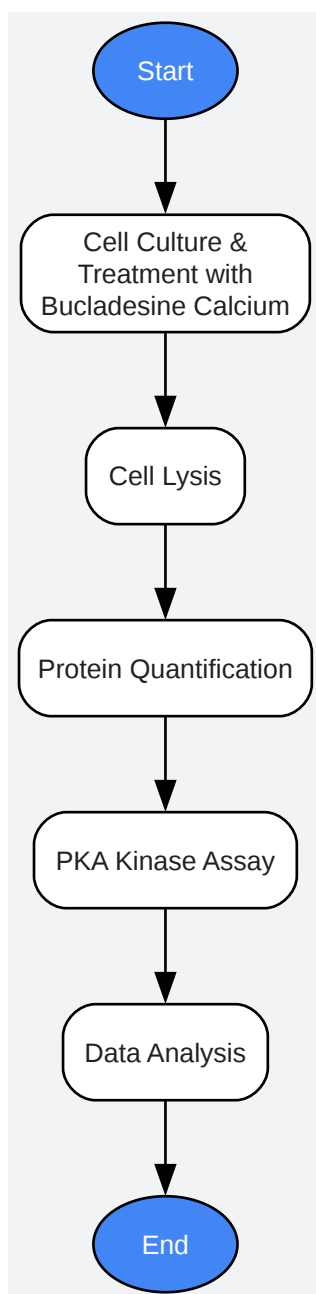 Start
Cell Culture &
Treatment with
Bucladesine Calcium
Cell Lysis
Protein Quantification
PKA Kinase Assay
Data Analysis
End